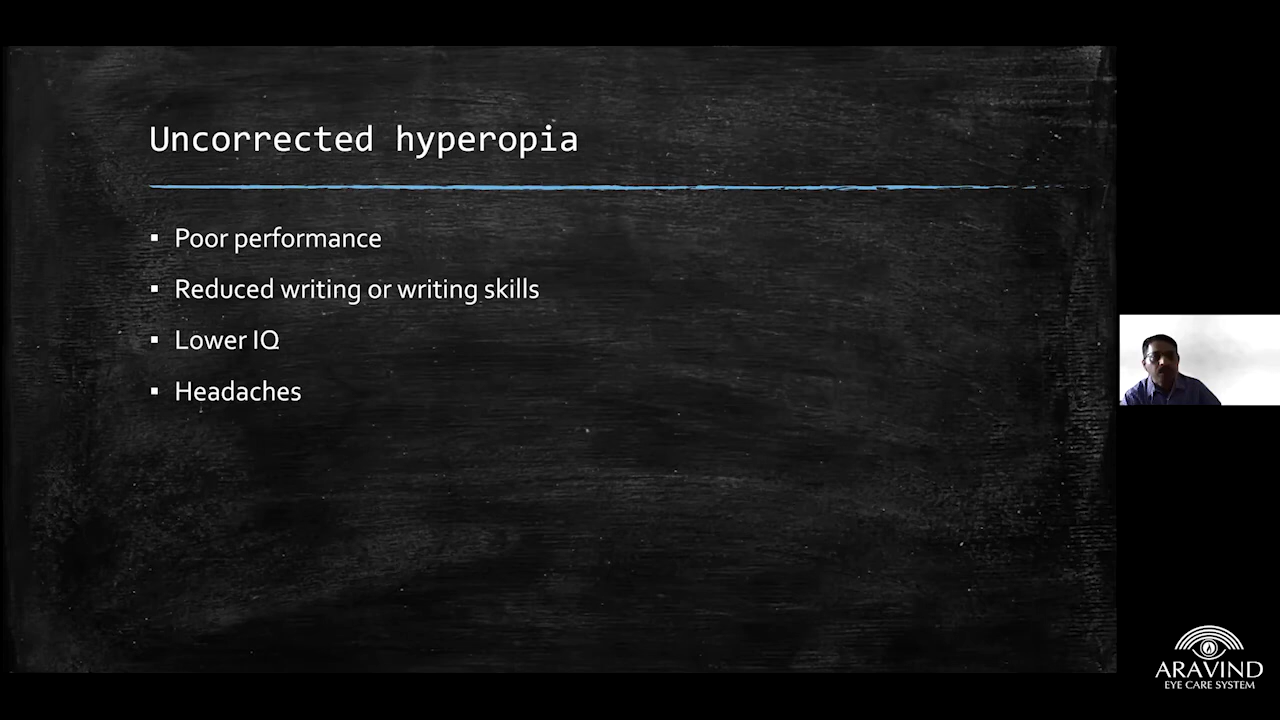 Uncorrected hyperopia
▪ Poor performance
▪ Reduced writing or writing skills
▪ Lower IQ
▪ Headaches
ARAVIND
EYE CARE SYSTEM